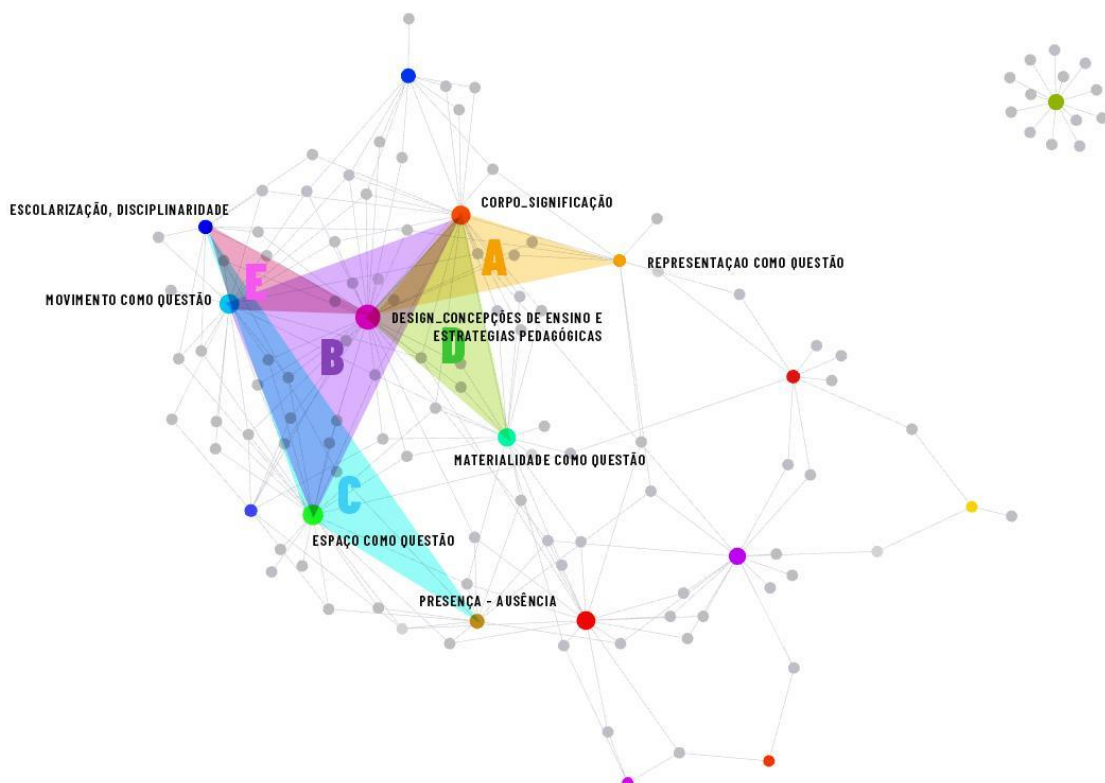 CORPO_SIGNIFICAÇÃO
ESCOLARIZAÇÃO, DISCIPLINARIDADE
A
REPRESENTAÇAO COMO QUESTÃO
E
MOVIMENTO COMO QUESTÃO
DESIGN_CONCEPÇÕES DE ENSINO E
ESTRATEGIAS PEDAGÓGICAS
B
D
MATERIALIDADE COMO QUESTÃO
C
ESPAÇO COMO QUESTÃO
PRESENÇA - AUSÊNCIA